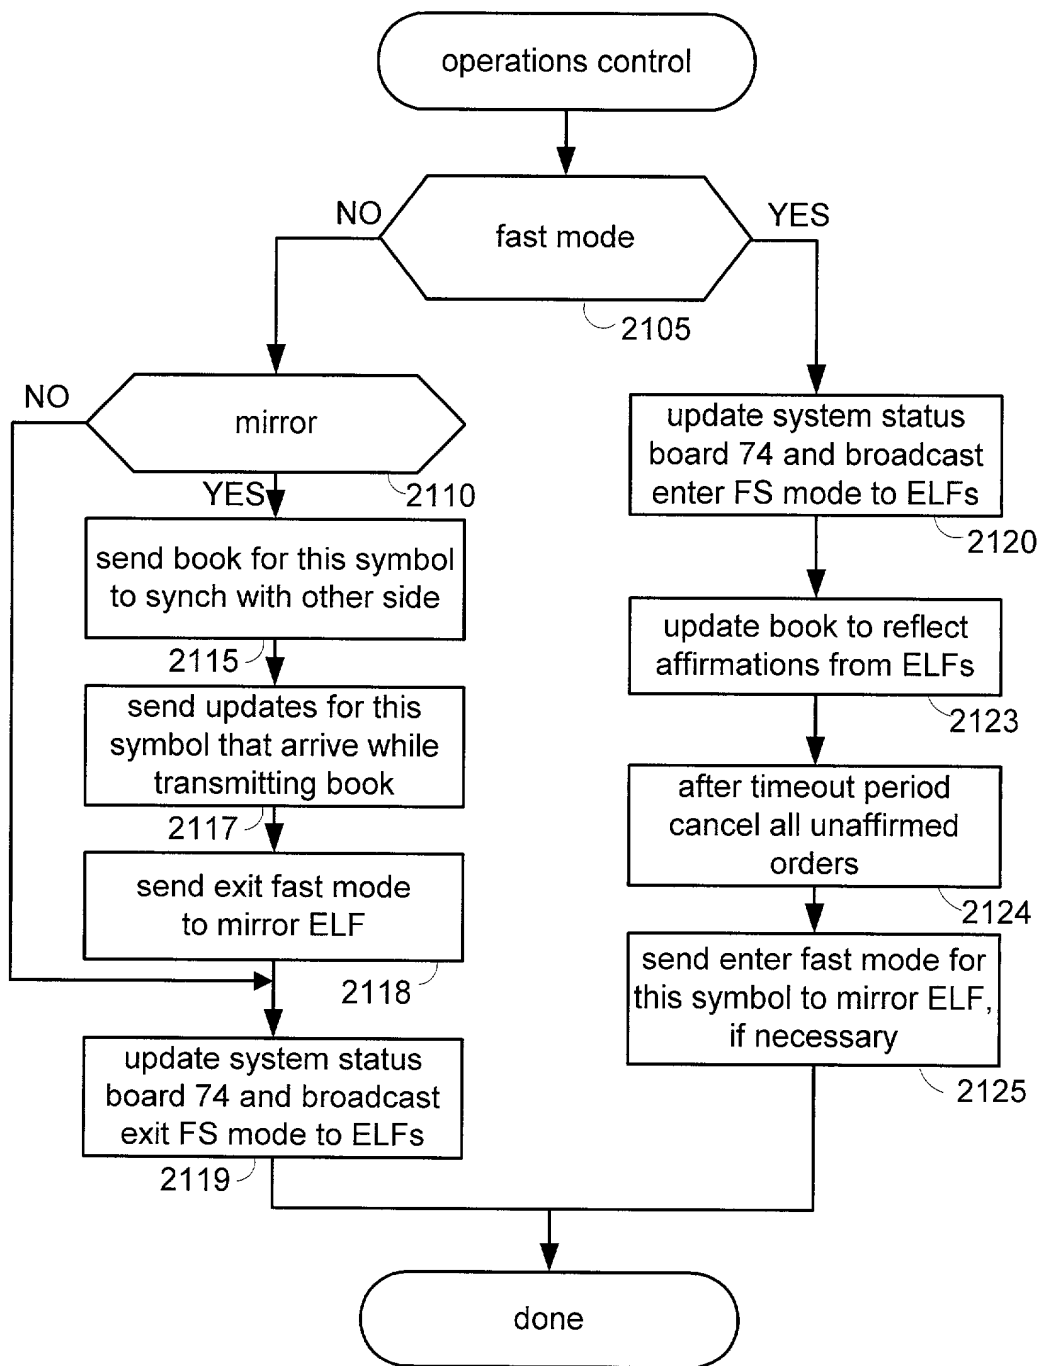 operations control
NO
YES
fast mode
2105
NO
mirror
YES
2110
send book for this symbol
to synch with other side
2115
send updates for this
symbol that arrive while
transmitting book
2117
send exit fast mode
to mirror ELF
2118
update system status
board 74 and broadcast
exit FS mode to ELFs
2119
update system status
board 74 and broadcast
enter FS mode to ELFs
2120
update book to reflect
affirmations from ELFs
2123
after timeout period
cancel all unaffirmed
orders
2124
send enter fast mode for
this symbol to mirror ELF,
if necessary
2125
done